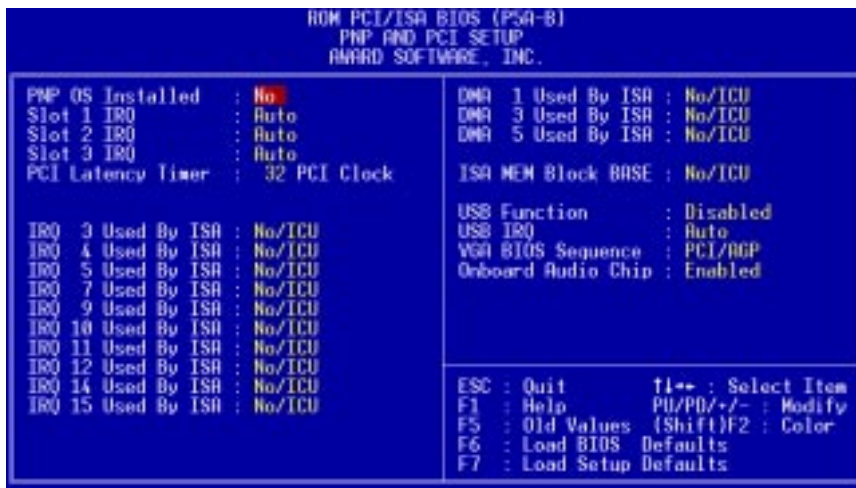 ROM PCI/ISA BIOS (P5A-B)
PNP AND PCI SETUP
AWARD SOFTWARE, INC.
PNP OS Installed : No
Slot 1 IRQ : Auto
Slot 2 IRQ : Auto
Slot 3 IRQ : Auto
PCI Latency Timer : 32 PCI Clock
IRQ 3 Used By ISA : No/ICU
IRQ 4 Used By ISA : No/ICU
IRQ 5 Used By ISA : No/ICU
IRQ 7 Used By ISA : No/ICU
IRQ 9 Used By ISA : No/ICU
IRQ 10 Used By ISA : No/ICU
IRQ 11 Used By ISA : No/ICU
IRQ 12 Used By ISA : No/ICU
IRQ 14 Used By ISA : No/ICU
IRQ 15 Used By ISA : No/ICU
DMA 1 Used By ISA : No/ICU
DMA 3 Used By ISA : No/ICU
DMA 5 Used By ISA : No/ICU
ISA MEM Block BASE : No/ICU
USB Function : Disabled
USB IRQ : Auto
VGA BIOS Sequence : PCI/AGP
Onboard Audio Chip : Enabled
ESC : Quit ↑↓→← : Select Item
F1 : Help PU/PD/+/- : Modify
F5 : Old Values (Shift)F2 : Color
F6 : Load BIOS Defaults
F7 : Load Setup Defaults